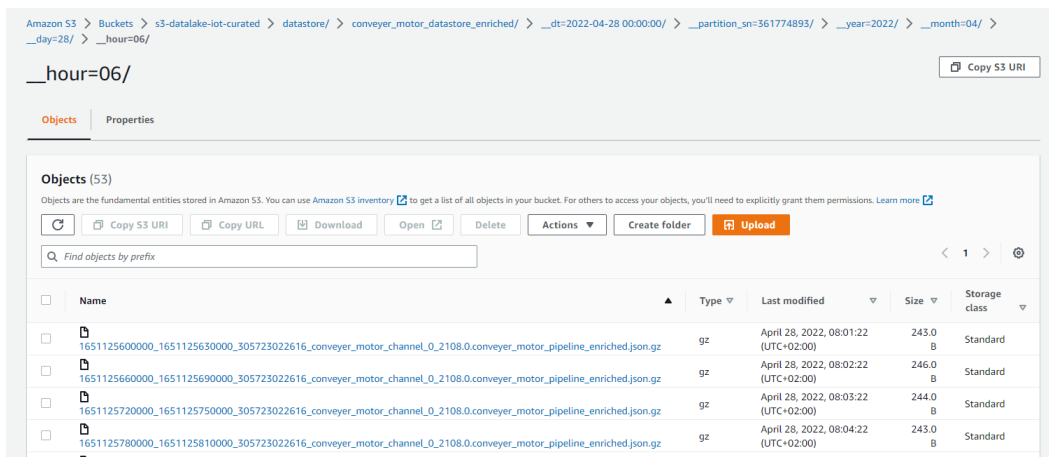 Amazon S3 > Buckets > s3-datalake-iot-curated > datastore/ > conveyer_motor_datastore_enriched/ > __dt=2022-04-28 00:00:00/ > __partition_sn=361774893/ > __year=2022/ > __month=04/ >
__day=28/ > __hour=06/
__hour=06/
Copy S3 URI
Objects Properties
Objects (53)
Objects are the fundamental entities stored in Amazon S3. You can use Amazon S3 inventory to get a list of all objects in your bucket. For others to access your objects, you'll need to explicitly grant them permissions. Learn more
Copy S3 URI Copy URL Download Open Delete Actions Create folder Upload
Find objects by prefix
< 1 >
Name Type Last modified Size Storage
class
1651125600000_1651125630000_305723022616_conveyer_motor_channel_0_2108.0.conveyer_motor_pipeline_enriched.json.gz gz April 28, 2022, 08:01:22 243.0 Standard
(UTC+02:00) B
1651125660000_1651125690000_305723022616_conveyer_motor_channel_0_2108.0.conveyer_motor_pipeline_enriched.json.gz gz April 28, 2022, 08:02:22 246.0 Standard
(UTC+02:00) B
1651125720000_1651125750000_305723022616_conveyer_motor_channel_0_2108.0.conveyer_motor_pipeline_enriched.json.gz gz April 28, 2022, 08:03:22 244.0 Standard
(UTC+02:00) B
1651125780000_1651125810000_305723022616_conveyer_motor_channel_0_2108.0.conveyer_motor_pipeline_enriched.json.gz gz April 28, 2022, 08:04:22 243.0 Standard
(UTC+02:00) B